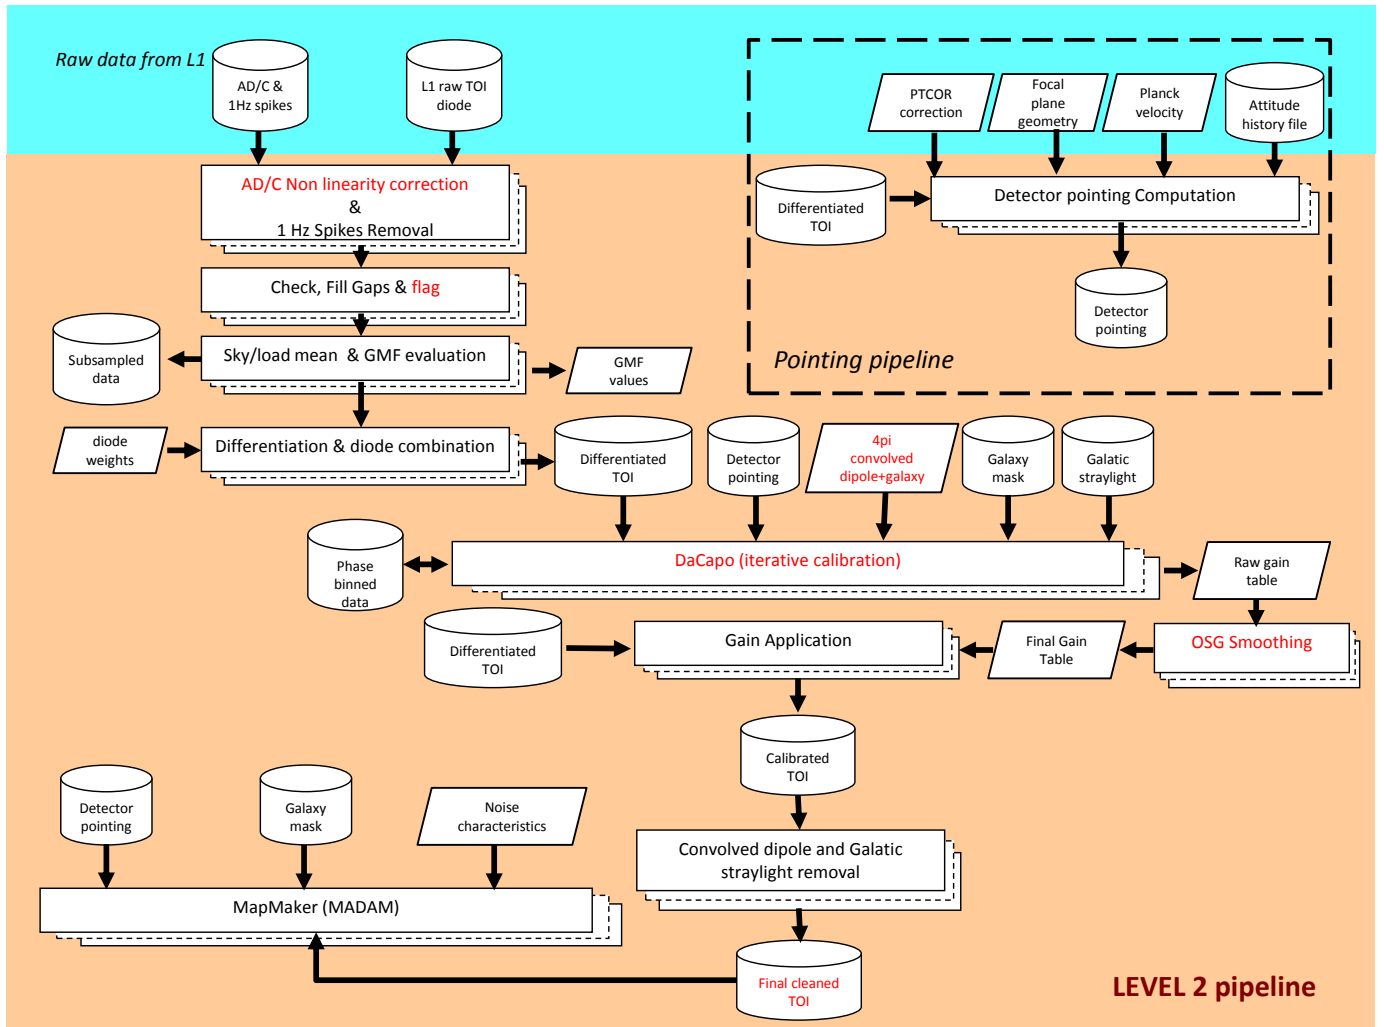 Raw data from L1
AD/C &
1Hz spikes
L1 raw TOI
diode
PTCOR
correction
Focal
plane
geometry
Planck
velocity
Attitude
history file
AD/C Non linearity correction
&
1 Hz Spikes Removal
Differentiated
TOI
Detector pointing Computation
Check, Fill Gaps & flag
Detector
pointing
Subsampled
data
Sky/load mean & GMF evaluation
GMF
values
Pointing pipeline
diode
weights
Differentiation & diode combination
Differentiated
TOI
Detector
pointing
4pi
convolved
dipole+galaxy
Galaxy
mask
Galatic
straylight
Phase
binned
data
DaCapo (iterative calibration)
Raw gain
table
Differentiated
TOI
Gain Application
Final Gain
Table
OSG Smoothing
Calibrated
TOI
Detector
pointing
Galaxy
mask
Noise
characteristics
Convolved dipole and Galatic
straylight removal
MapMaker (MADAM)
Final cleaned
TOI
LEVEL 2 pipeline